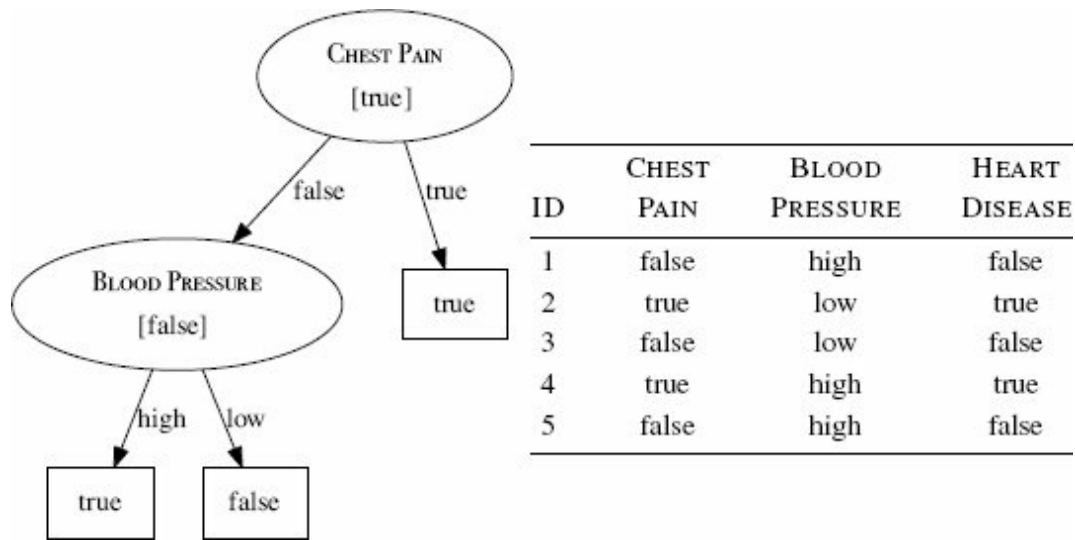 CHEST PAIN
[true]
false
true
BLOOD PRESSURE
[false]
true
high
low
true
false
CHEST BLOOD HEART
ID PAIN PRESSURE DISEASE
1 false high false
2 true low true
3 false low false
4 true high true
5 false high false